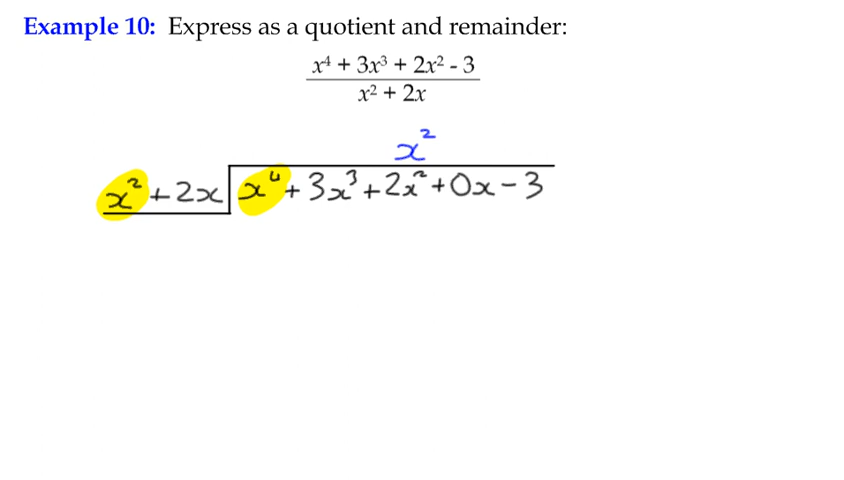 Example 10: Express as a quotient and remainder:
x⁴ + 3x³ + 2x² - 3
x² + 2x
x²
x² + 2x x⁴ + 3x³ + 2x² + 0x - 3